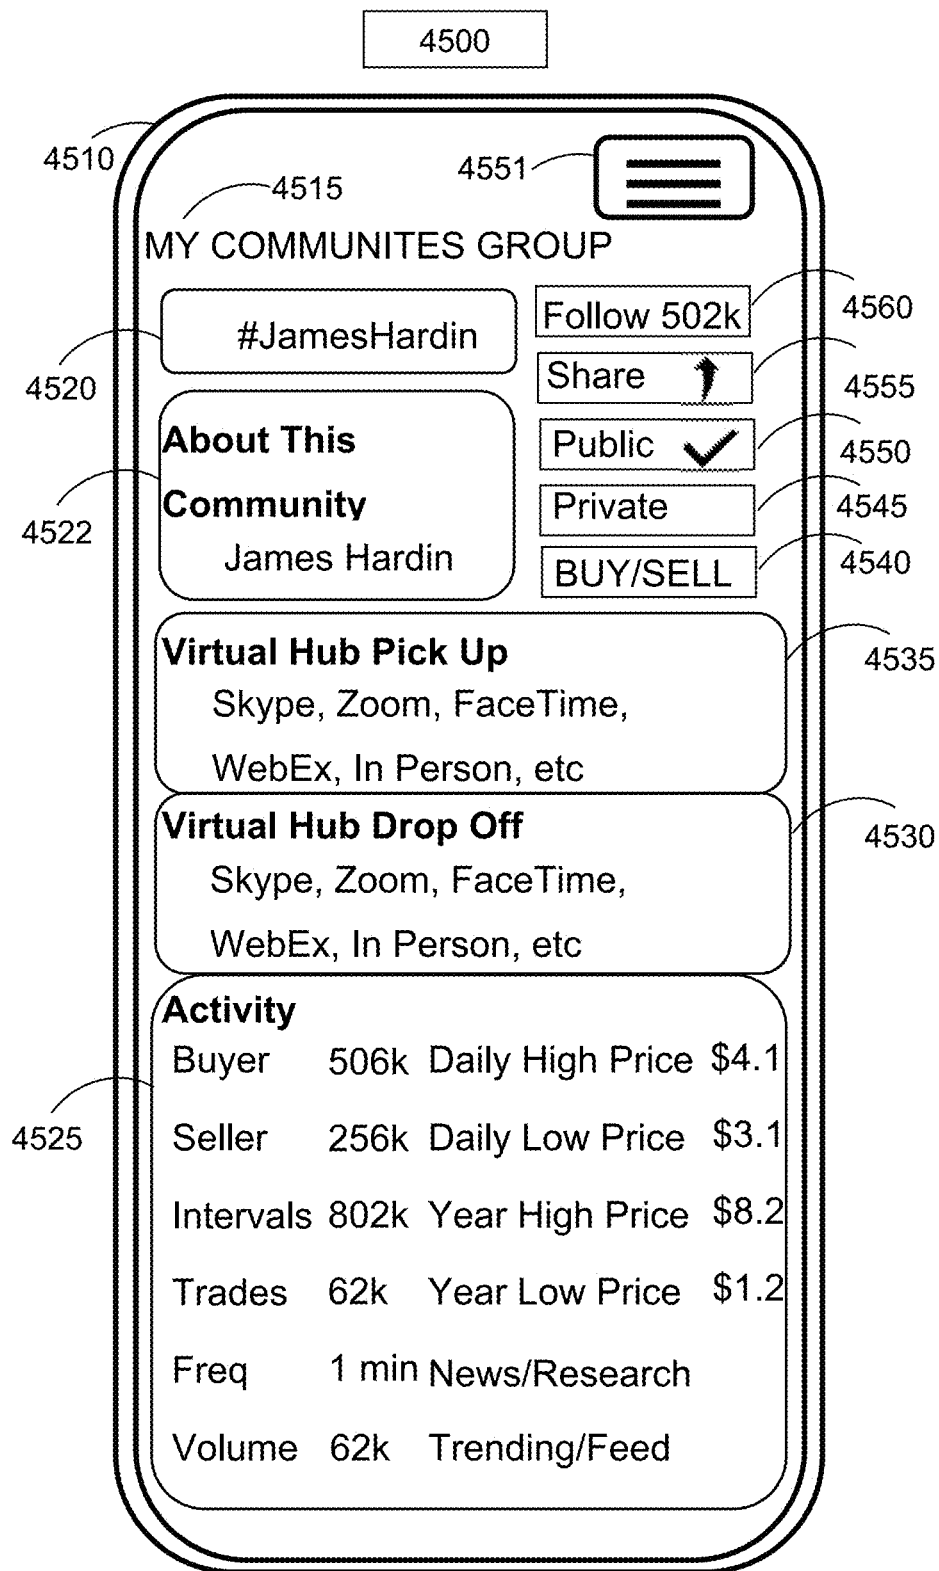 4500
4510
4551
4515
MY COMMUNITES GROUP
#JamesHardin
Follow 502k
4560
4520
Share
4555
About This
Community
James Hardin
4522
Public
4550
Private
4545
BUY/SELL
4540
Virtual Hub Pick Up
Skype, Zoom, FaceTime,
WebEx, In Person, etc
4535
Virtual Hub Drop Off
Skype, Zoom, FaceTime,
WebEx, In Person, etc
4530
Activity
Buyer 506k Daily High Price $4.1
4525
Seller 256k Daily Low Price $3.1
Intervals 802k Year High Price $8.2
Trades 62k Year Low Price $1.2
Freq 1 min News/Research
Volume 62k Trending/Feed